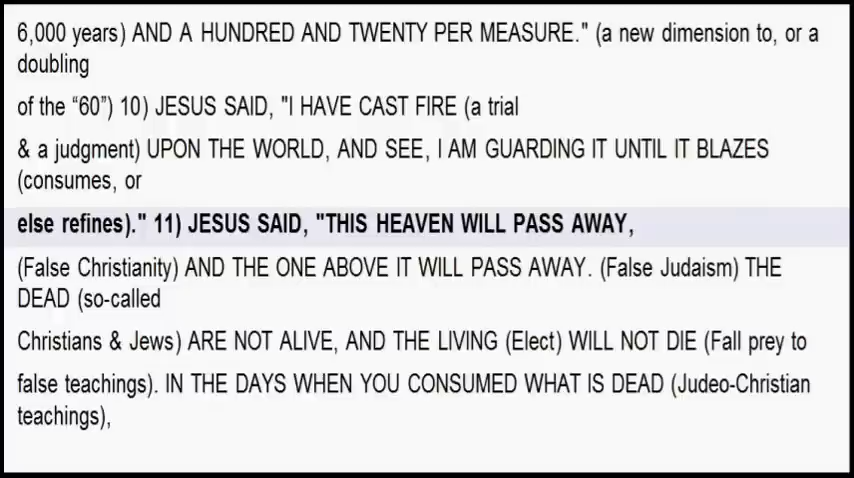 6,000 years) AND A HUNDRED AND TWENTY PER MEASURE." (a new dimension to, or a
doubling
of the “60”) 10) JESUS SAID, "I HAVE CAST FIRE (a trial
& a judgment) UPON THE WORLD, AND SEE, I AM GUARDING IT UNTIL IT BLAZES
(consumes, or
else refines)." 11) JESUS SAID, "THIS HEAVEN WILL PASS AWAY,
(False Christianity) AND THE ONE ABOVE IT WILL PASS AWAY. (False Judaism) THE
DEAD (so-called
Christians & Jews) ARE NOT ALIVE, AND THE LIVING (Elect) WILL NOT DIE (Fall prey to
false teachings). IN THE DAYS WHEN YOU CONSUMED WHAT IS DEAD (Judeo-Christian
teachings),